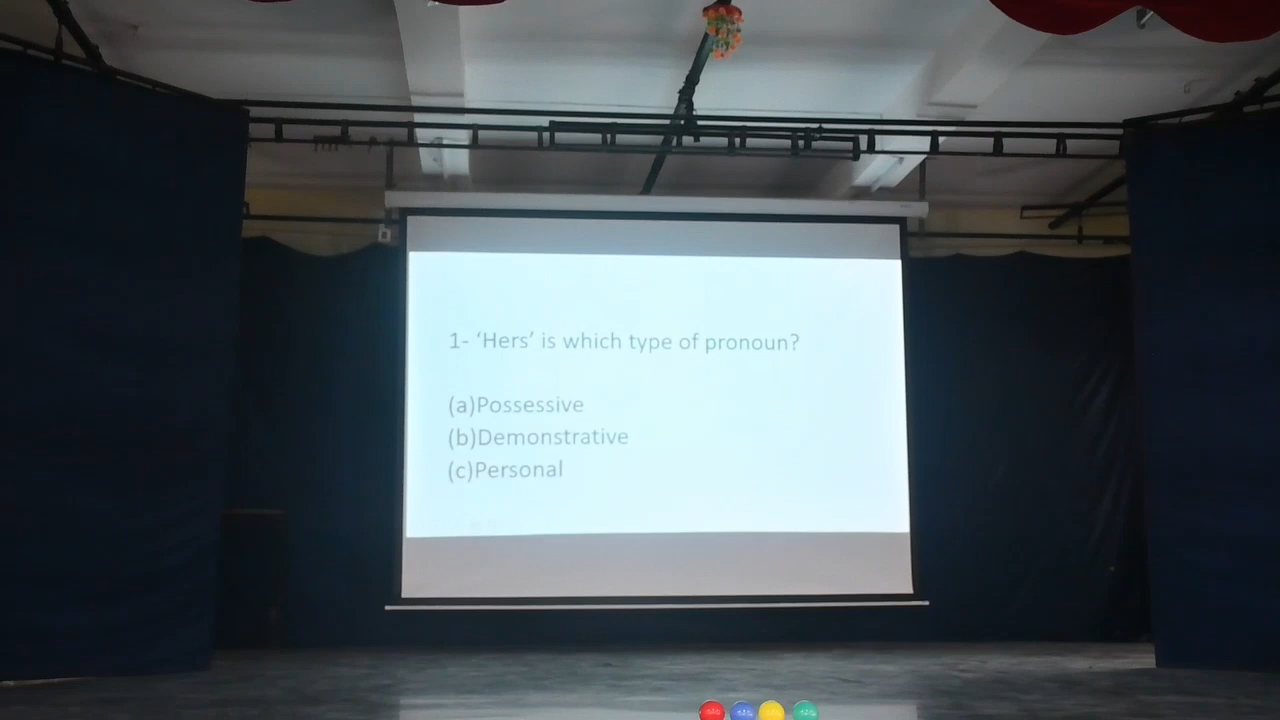 1- ‘Hers’ is which type of pronoun?
(a)Possessive
(b)Demonstrative
(c)Personal